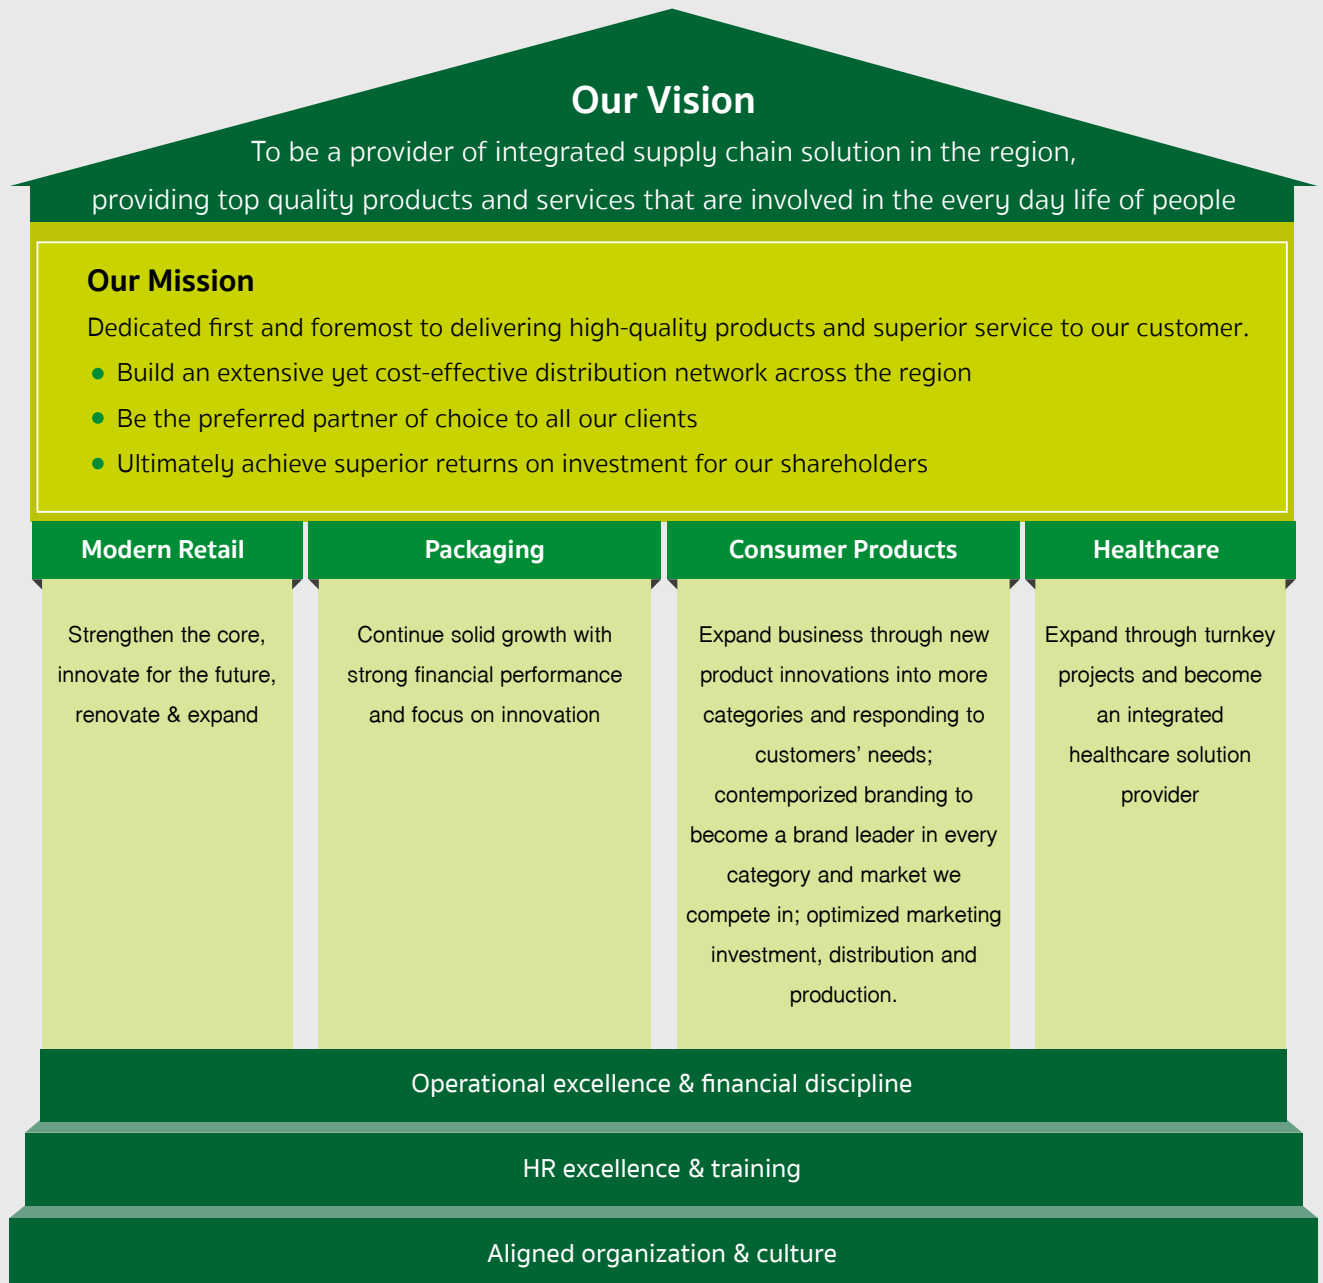 Our Vision
To be a provider of integrated supply chain solution in the region,
providing top quality products and services that are involved in the every day life of people
Our Mission
Dedicated first and foremost to delivering high-quality products and superior service to our customer.
Build an extensive yet cost-effective distribution network across the region
Be the preferred partner of choice to all our clients
Ultimately achieve superior returns on investment for our shareholders
Modern Retail
Strengthen the core,
innovate for the future,
renovate & expand
Packaging
Continue solid growth with
strong financial performance
and focus on innovation
Consumer Products
Expand business through new
product innovations into more
categories and responding to
customers’ needs;
contemporized branding to
become a brand leader in every
category and market we
compete in; optimized marketing
investment, distribution and
production.
Healthcare
Expand through turnkey
projects and become
an integrated
healthcare solution
provider
Operational excellence & financial discipline
HR excellence & training
Aligned organization & culture